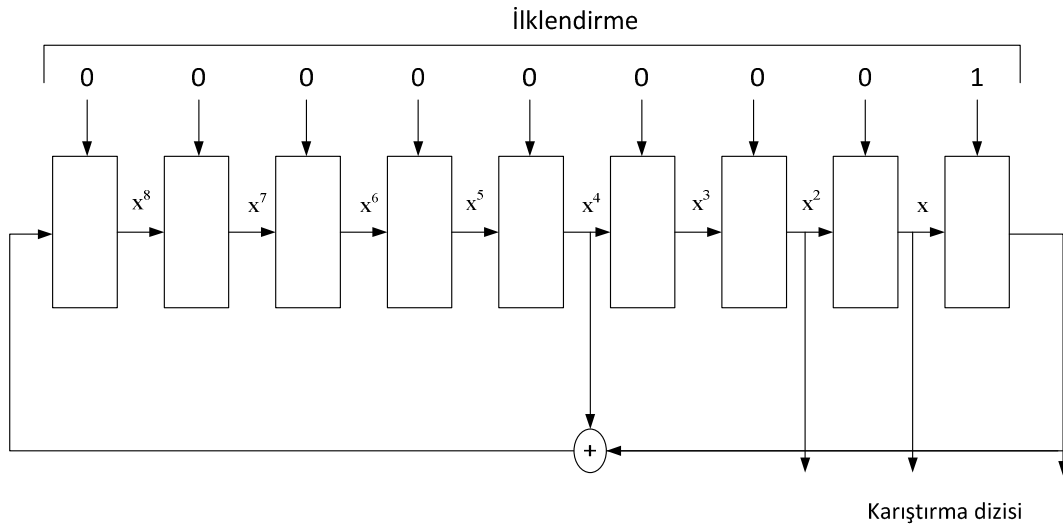 İlklendirme
0 0 0 0 0 0 0 0 1
x⁸ x⁷ x⁶ x⁵ x⁴ x³ x² x
+
Karıştırma dizisi